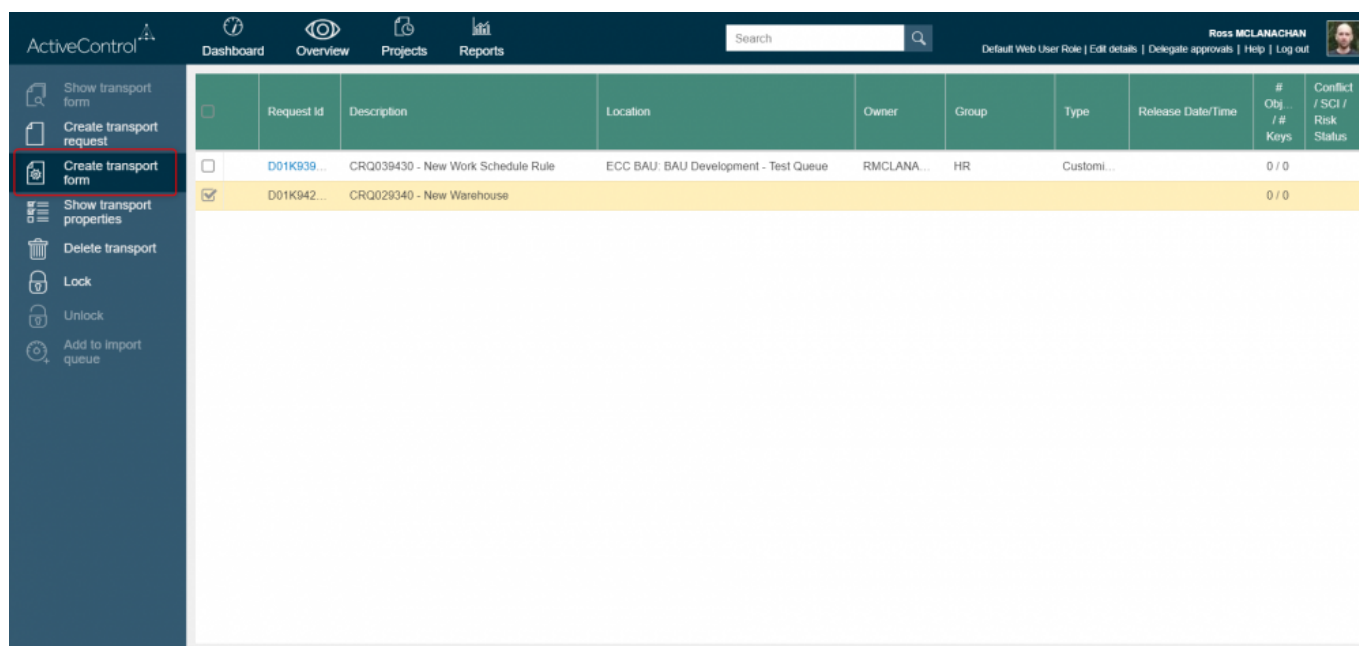 ActiveControl
Dashboard
Overview
Projects
Reports
Search
Ross MCLANACHAN
Default Web User Role | Edit details | Delegate approvals | Help | Log out
Show transport
form
Create transport
request
Create transport
form
Show transport
properties
Delete transport
Lock
Unlock
Add to import
queue
Request Id Description Location Owner Group Type Release Date/Time
#
Obj...
/ #
Keys
Conflict
/ SCI /
Risk
Status
D01K939... CRQ039430 - New Work Schedule Rule ECC BAU: BAU Development - Test Queue RMCLANA... HR Customi... 0 / 0
D01K942... CRQ029340 - New Warehouse 0 / 0